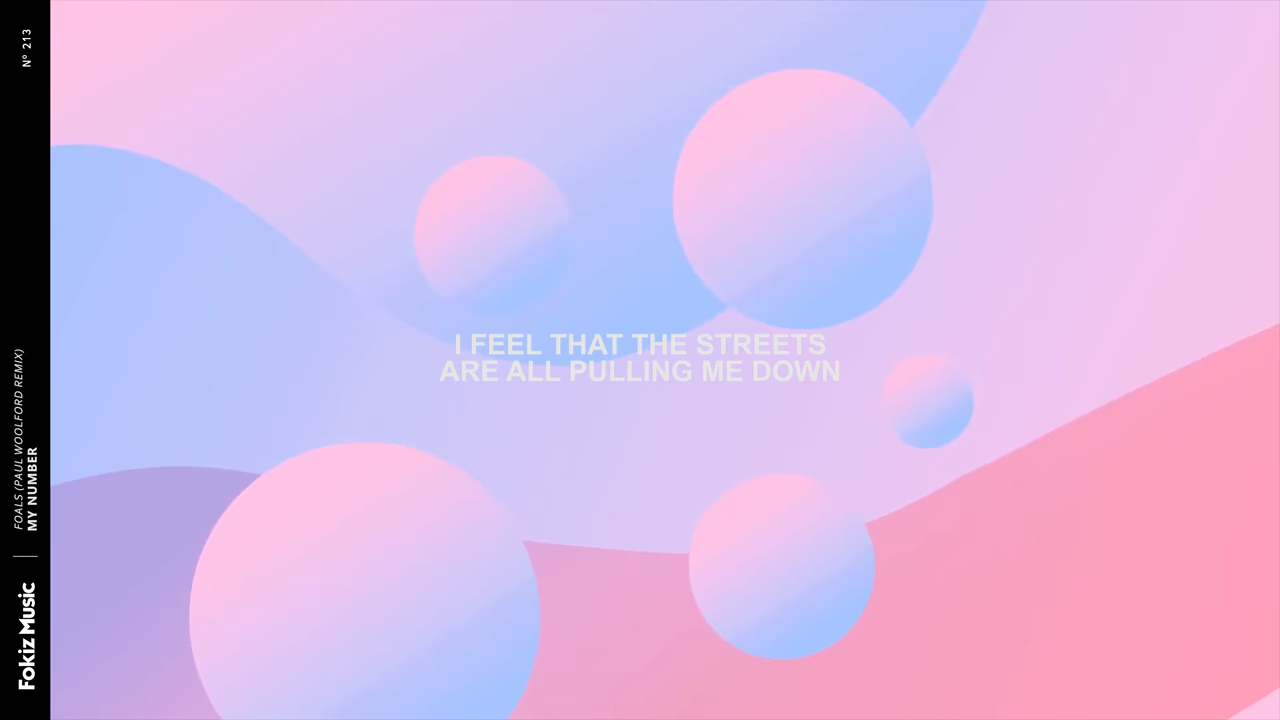 Nº 213
FOALS (PAUL WOOLFORD REMIX)
MY NUMBER
Fokiz Music
I FEEL THAT THE STREETS
ARE ALL PULLING ME DOWN